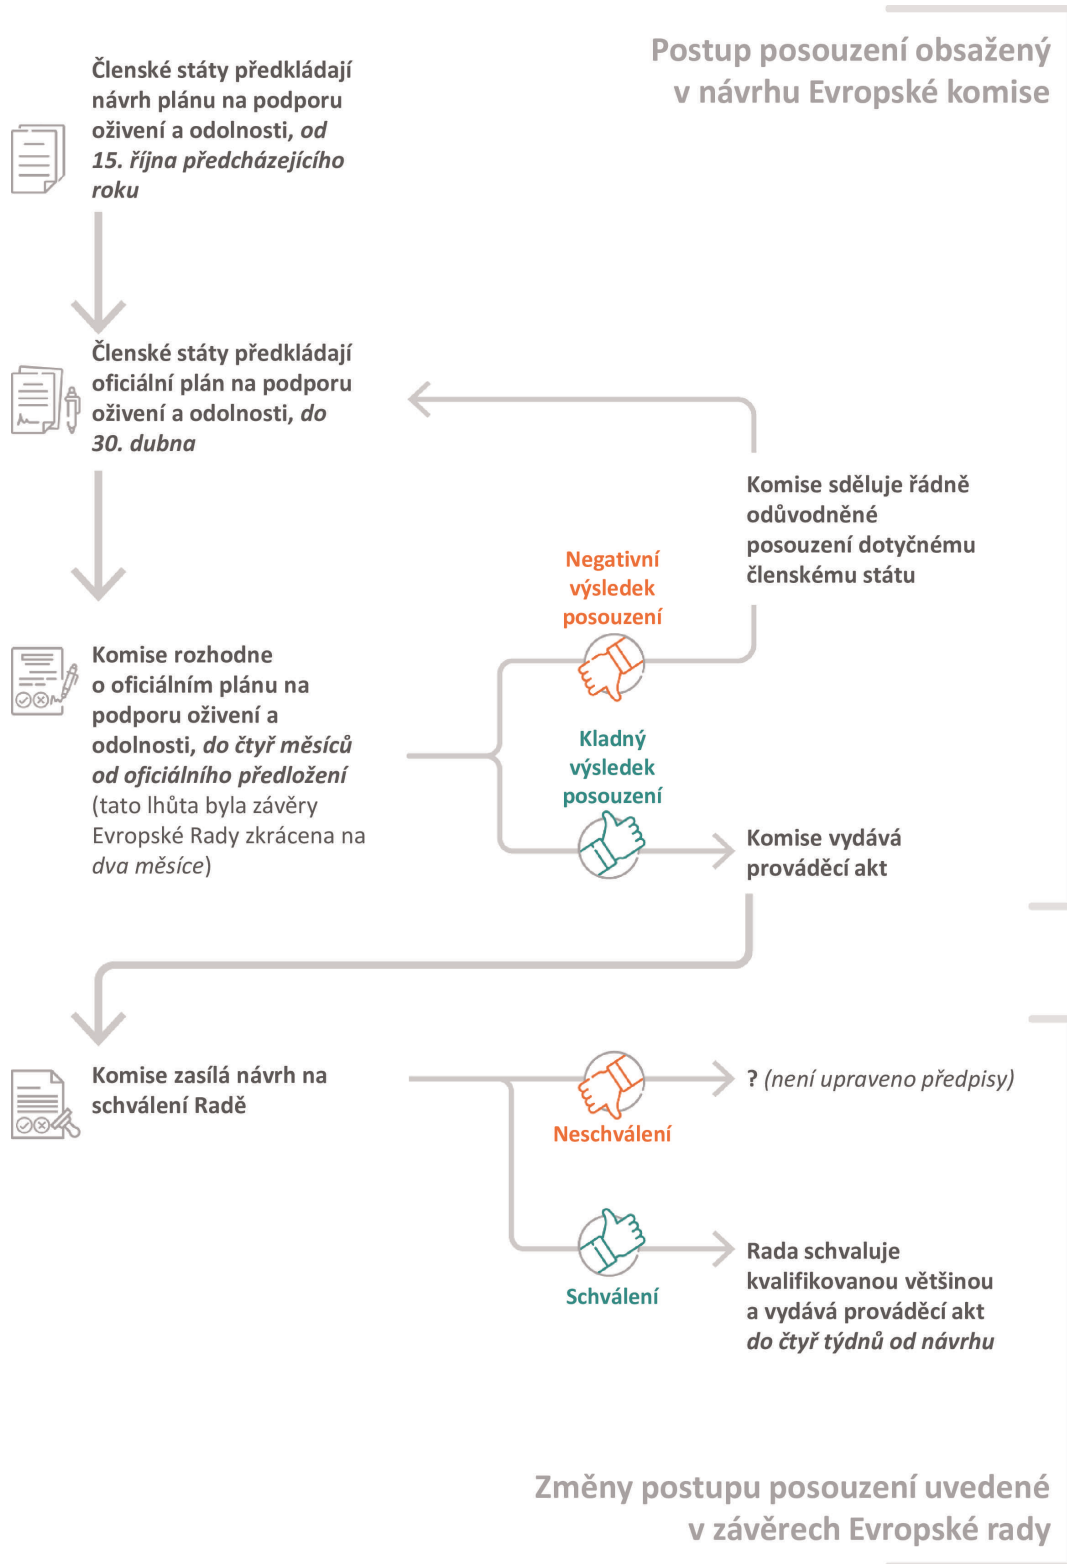 Postup posouzení obsažený
v návrhu Evropské komise
Členské státy předkládají
návrh plánu na podporu
oživení a odolnosti, od
15. října předcházejícího
roku
Členské státy předkládají
oficiální plán na podporu
oživení a odolnosti, do
30. dubna
Komise sděluje řádně
odůvodněné
posouzení dotyčnému
členskému státu
Negativní
výsledek
posouzení
Komise rozhodne
o oficiálním plánu na
podporu oživení a
odolnosti, do čtyř měsíců
od oficiálního předložení
(tato lhůta byla závěry
Evropské Rady zkrácena na
dva měsíce)
Kladný
výsledek
posouzení
Komise vydává
prováděcí akt
Komise zasílá návrh na
schválení Radě
? (není upraveno předpisy)
Neschválení
Schválení
Rada schvaluje
kvalifikovanou většinou
a vydává prováděcí akt
do čtyř týdnů od návrhu
Změny postupu posouzení uvedené
v závěrech Evropské rady